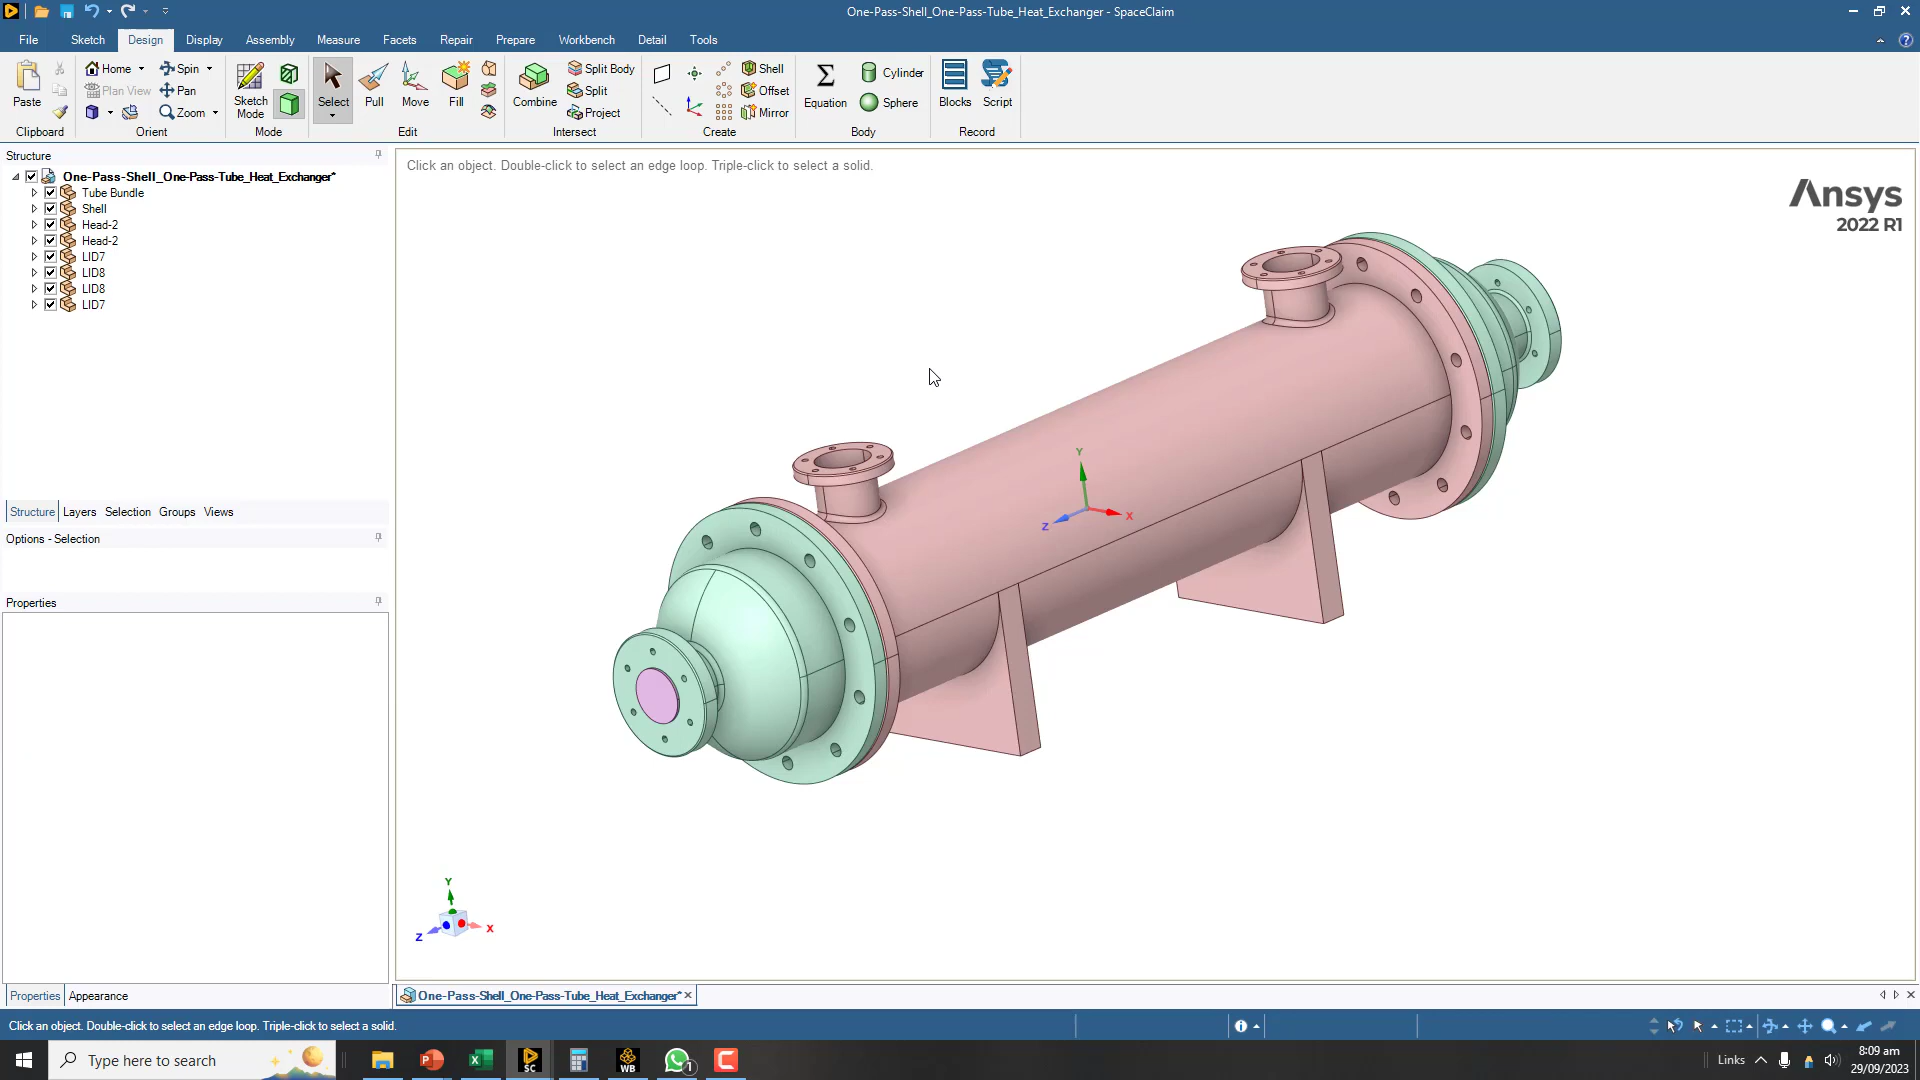 One-Pass-Shell_One-Pass-Tube_Heat_Exchanger - SpaceClaim
File Sketch Design Display Assembly Measure Facets Repair Prepare Workbench Detail Tools
Paste
Clipboard
Home
Plan View
Spin
Pan
Zoom
Orient
Sketch
Mode
Mode
Select
Pull
Move
Fill
Edit
Combine
Split Body
Split
Project
Intersect
Shell
Offset
Mirror
Create
Equation
Cylinder
Sphere
Body
Blocks
Script
Record
Structure
One-Pass-Shell_One-Pass-Tube_Heat_Exchanger*
Tube Bundle
Shell
Head-2
Head-2
LID7
LID8
LID8
LID7
Structure Layers Selection Groups Views
Options - Selection
Properties
Properties Appearance
Click an object. Double-click to select an edge loop. Triple-click to select a solid.
Ansys
2022 R1
Y
X
Z
Y
X
Z
One-Pass-Shell_One-Pass-Tube_Heat_Exchanger*
Click an object. Double-click to select an edge loop. Triple-click to select a solid.
Type here to search
P
X
SC
WB
1
C
Links
8:09 am
29/09/2023